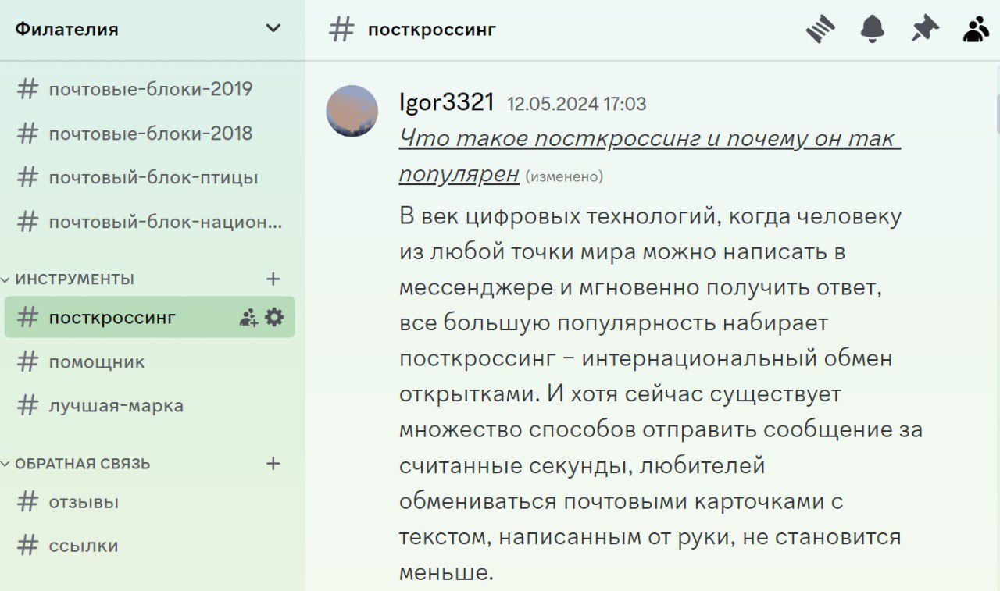 Филателия
# почтовые-блоки-2019
# почтовые-блоки-2018
# почтовый-блок-птицы
# почтовый-блок-национ...
ИНСТРУМЕНТЫ +
# посткроссинг
# помощник
# лучшая-марка
ОБРАТНАЯ СВЯЗЬ +
# отзывы
# ссылки
# посткроссинг
Igor3321 12.05.2024 17:03
Что такое посткроссинг и почему он так
популярен (изменено)
В век цифровых технологий, когда человеку
из любой точки мира можно написать в
мессенджере и мгновенно получить ответ,
все большую популярность набирает
посткроссинг – интернациональный обмен
открытками. И хотя сейчас существует
множество способов отправить сообщение за
считанные секунды, любителей
обмениваться почтовыми карточками с
текстом, написанным от руки, не становится
меньше.